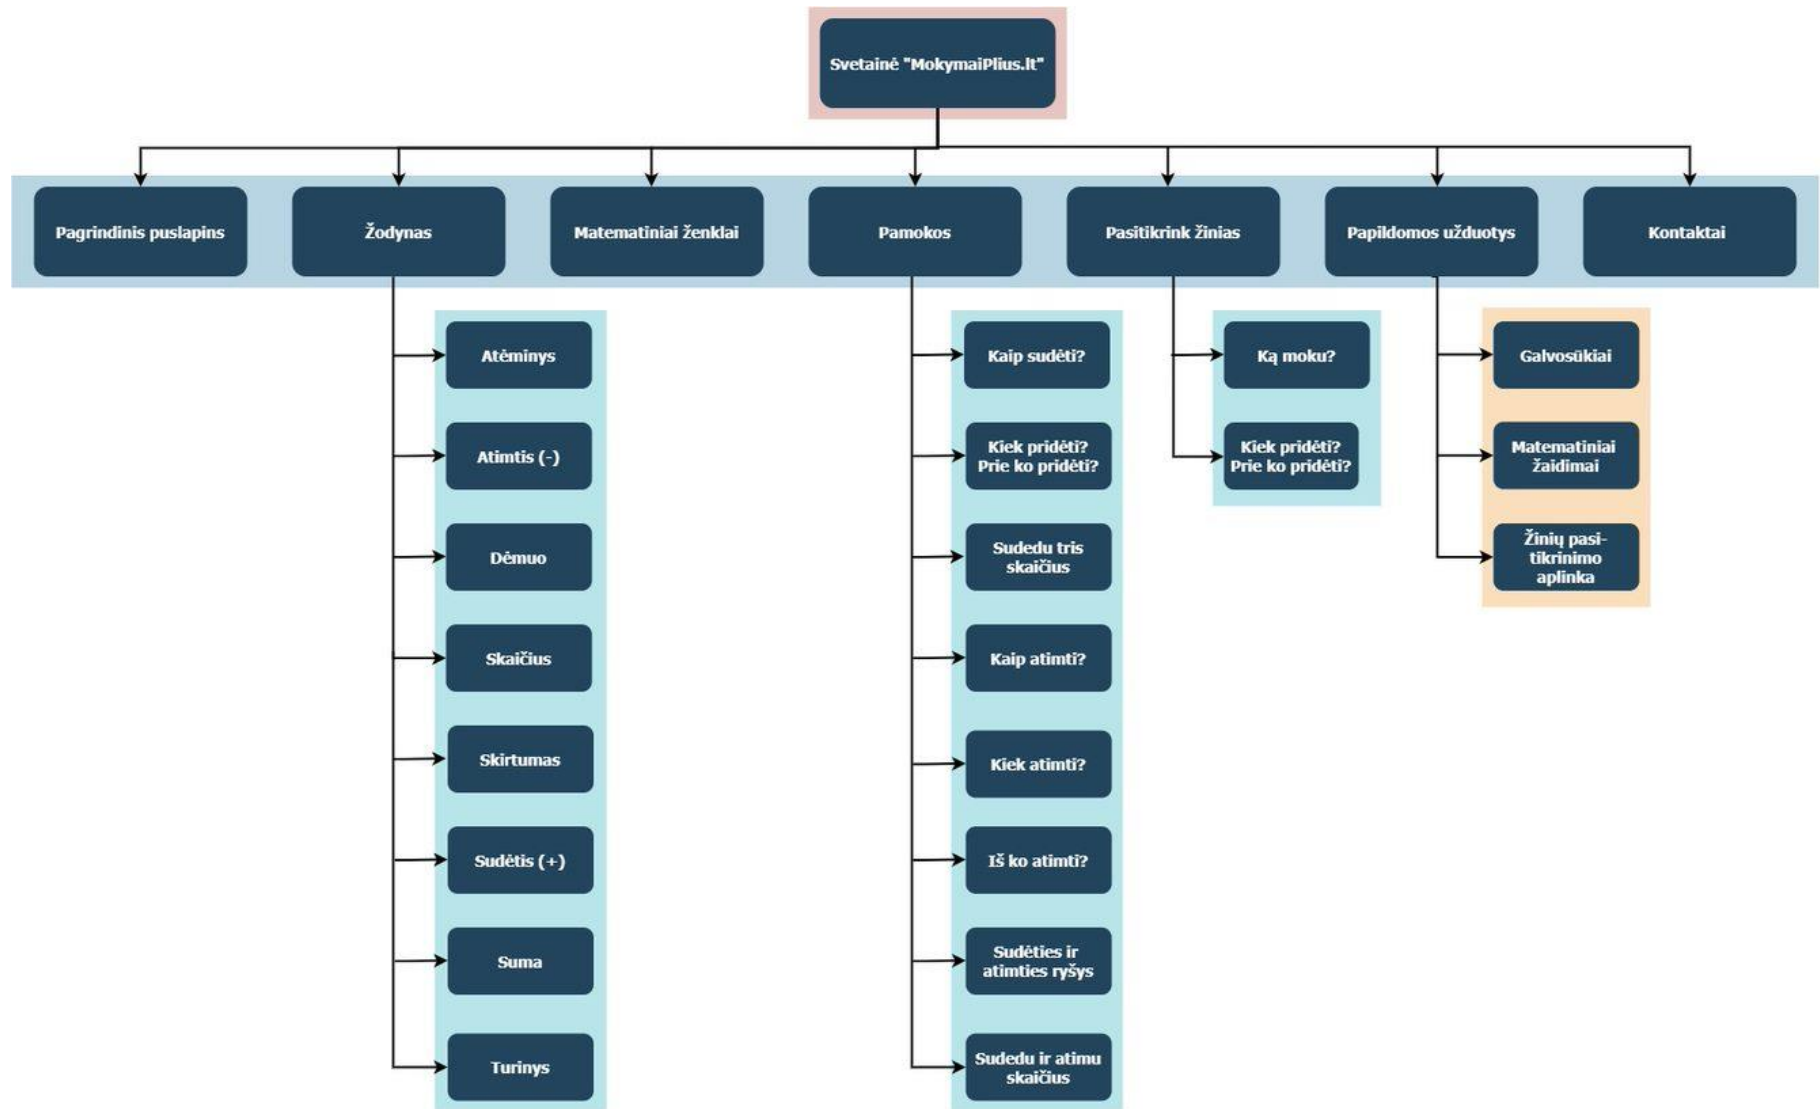 Svetainė "MokymaiPlius.lt"
Pagrindinis puslapins
Žodynas
Matematiniai ženklai
Pamokos
Pasitikrink žinias
Papildomos užduotys
Kontaktai
Atėminys
Atimtis (-)
Dėmuo
Skaičius
Skirtumas
Sudėtis (+)
Suma
Turinys
Kaip sudėti?
Kiek pridėti?
Prie ko pridėti?
Sudedu tris
skaičius
Kaip atimti?
Kiek atimti?
Iš ko atimti?
Sudėties ir
atimties ryšys
Sudedu ir atimu
skaičius
Ką moku?
Kiek pridėti?
Prie ko pridėti?
Galvosūkiai
Matematiniai
žaidimai
Žinių pasi-
tikrinimo
aplinka